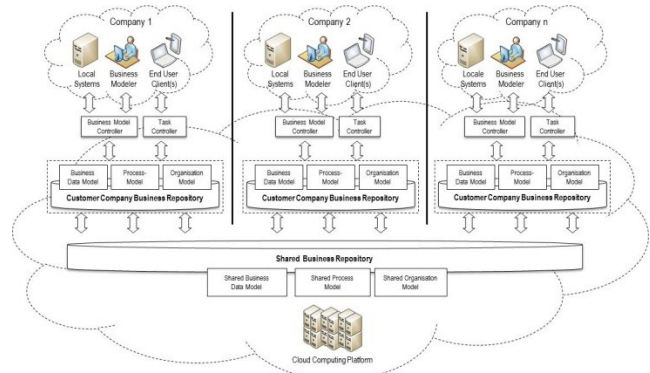 Company 1
Company 2
Company n
Local
Systems
Business
Modeler
End User
Client(s)
Local
Systems
Business
Modeler
End User
Client(s)
Locale
Systems
Business
Modeler
End User
Client(s)
Business Model
Controller
Task
Controller
Business Model
Controller
Task
Controller
Business Model
Controller
Task
Controller
Business
Data Model
Process-
Model
Organisation
Model
Business
Data Model
Process-
Model
Organisation
Model
Business
Data Model
Process-
Model
Organisation
Model
Customer Company Business Repository
Customer Company Business Repository
Customer Company Business Repository
Shared Business Repository
Shared Business
Data Model
Shared Process
Model
Shared Organisation
Model
Cloud Computing Platform